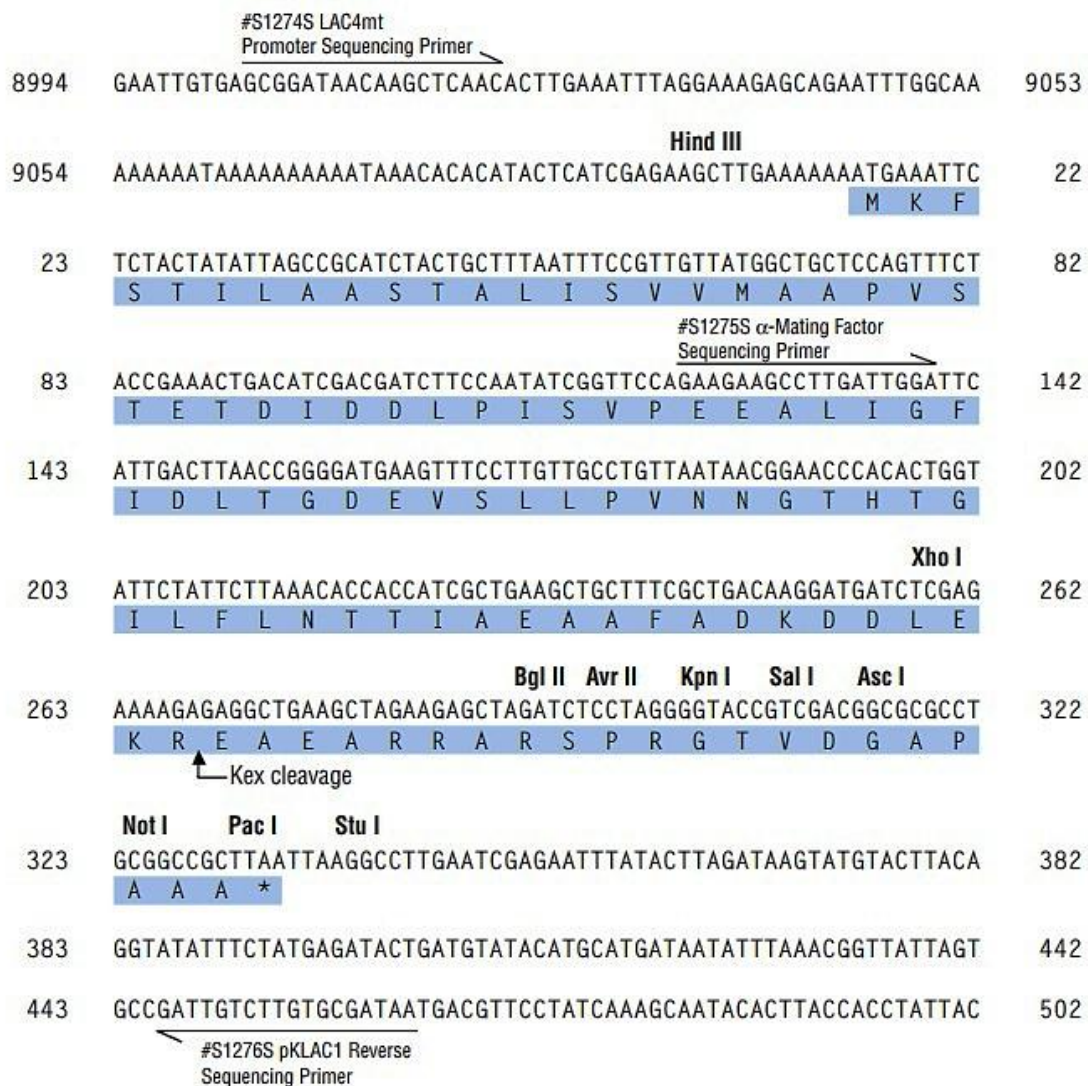 #S1274S LAC4mt
Promoter Sequencing Primer
8994 GAATTGTGAGCGGATAACAAGCTCAACACTTGAAATTTAGGAAAGAGCAGAATTTGGCAA 9053
Hind III
9054 AAAAAATAAAAAAAAAATAAACACACATACTCATCGAGAAGCTTGAAAAAAATGAAATTC 22
M K F
23 TCTACTATATTAGCCGCATCTACTGCTTTAATTTCCGTTGTTATGGCTGCTCCAGTTTCT 82
S T I L A A S T A L I S V V M A A P V S
#S1275S α-Mating Factor
Sequencing Primer
83 ACCGAAACTGACATCGACGATCTTCCAATATCGGTTCCAGAAGAAGCCTTGATTGGATTC 142
T E T D I D D L P I S V P E E A L I G F
143 ATTGACTTAACCGGGGATGAAGTTTCCTTGTTGCCTGTTAATAACGGAACCCACACTGGT 202
I D L T G D E V S L L P V N N G T H T G
Xho I
203 ATTCTATTCTTAAACACCACCATCGCTGAAGCTGCTTTCGCTGACAAGGATGATCTCGAG 262
I L F L N T T I A E A A F A D K D D L E
Bgl II Avr II Kpn I Sal I Asc I
263 AAAAGAGAGGCTGAAGCTAGAAGAGCTAGATCTCCTAGGGGTACCGTCGACGGCGCGCCT 322
K R E A E A R R A R S P R G T V D G A P
Kex cleavage
Not I Pac I Stu I
323 GCGGCCGCTTAATTAAGGCCTTGAATCGAGAATTTATACTTAGATAAGTATGTACTTACA 382
A A A *
383 GGTATATTTCTATGAGATACTGATGTATACATGCATGATAATATTTAAACGGTTATTAGT 442
443 GCCGATTGTCTTGTGCGATAATGACGTTCCTATCAAAGCAATACACTTACCACCTATTAC 502
#S1276S pKLAC1 Reverse
Sequencing Primer